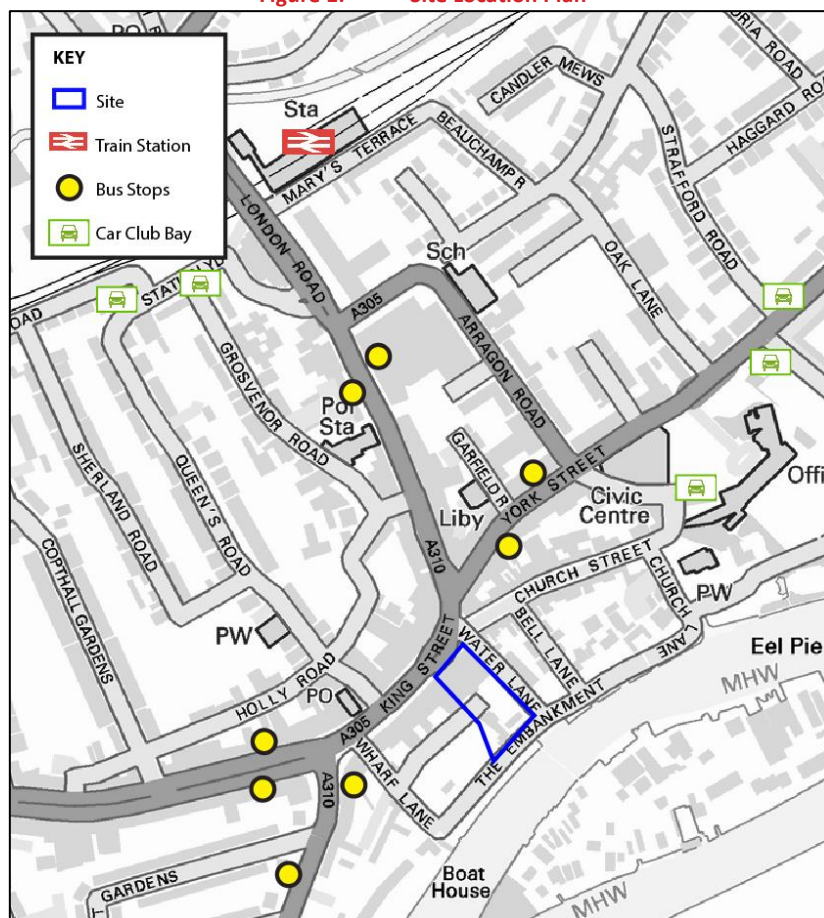 Figure 2: Site Location Plan
KEY
Site
Train Station
Bus Stops
Car Club Bay
PO
Sta
MARY'S TERRACE
BEAUCHAMP R
CANDLER MEWS
ROAD
HAGGARD ROA
STRAFFORD ROAD
OAK LANE
LONDON ROAD
A305
Sch
ARRAGON ROAD
OAD
GROSVENOR ROAD
Pol Sta
QUEEN'S ROAD
SHERLAND ROAD
COPTHALL GARDENS
GARFIELD R
Liby
YORK STREET
Civic
Centre
Offi
A310
CHURCH STREET
CHURCH LANE
PW
BELL LANE
WATER LANE
KING STREET
PW
HOLLY ROAD
PO
A305
Eel Pie
MHW
THE EMBANKMENT
WHARF LANE
A310
GARDENS
Boat
House
MHW